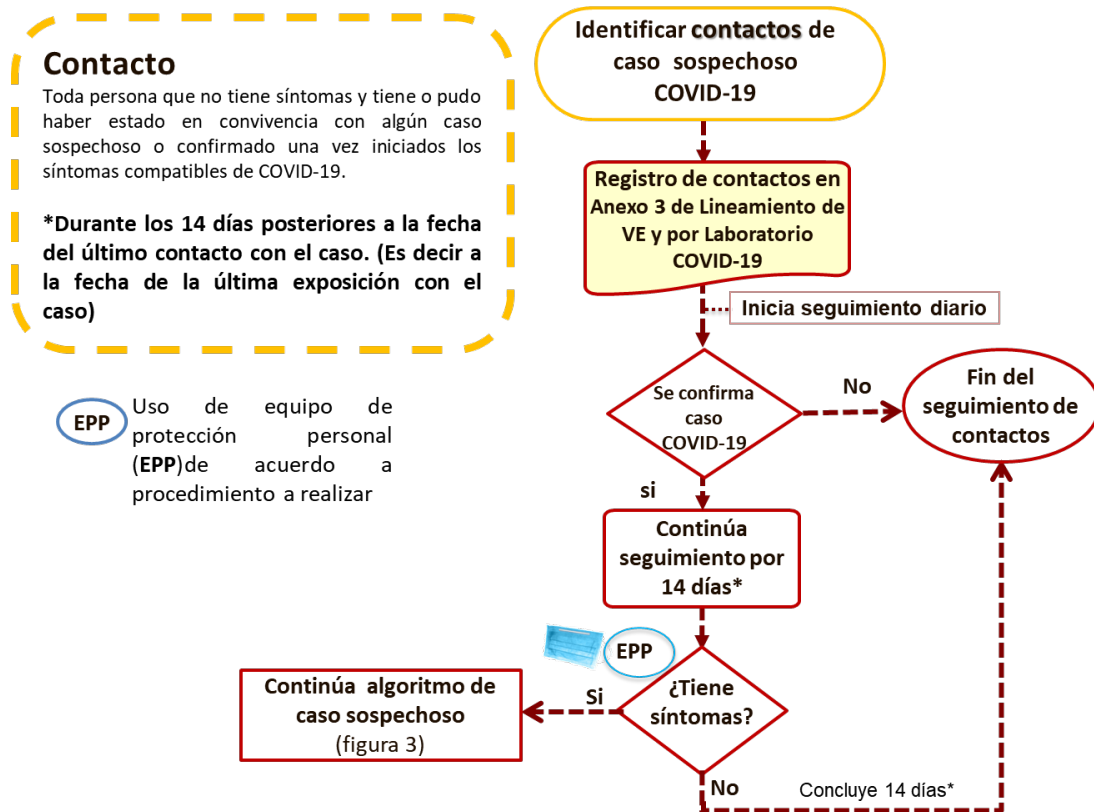 Contacto
Toda persona que no tiene síntomas y tiene o pudo
haber estado en convivencia con algún caso
sospechoso o confirmado una vez iniciados los
síntomas compatibles de COVID-19.
*Durante los 14 días posteriores a la fecha
del último contacto con el caso. (Es decir a
la fecha de la última exposición con el
caso)
EPP
Uso de equipo de
protección personal
(EPP)de acuerdo a
procedimiento a realizar
Identificar contactos de
caso sospechoso
COVID-19
Registro de contactos en
Anexo 3 de Lineamiento de
VE y por Laboratorio
COVID-19
Inicia seguimiento diario
Se confirma
caso
COVID-19
No
Fin del
seguimiento de
contactos
si
Continúa
seguimiento por
14 días*
EPP
¿Tiene
síntomas?
Si
Continúa algoritmo de
caso sospechoso
(figura 3)
No
Concluye 14 días*